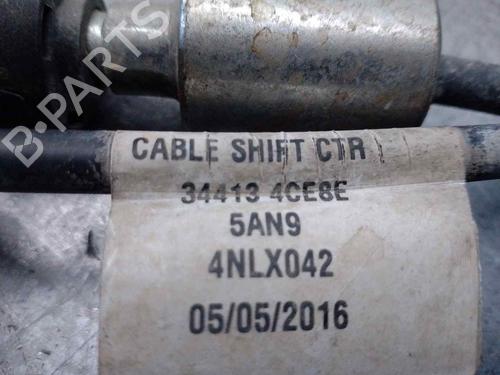 B-PARTS
CABLE SHIFT CTR
34413 4CE8E
5AN9
4NLX042
05/05/2016